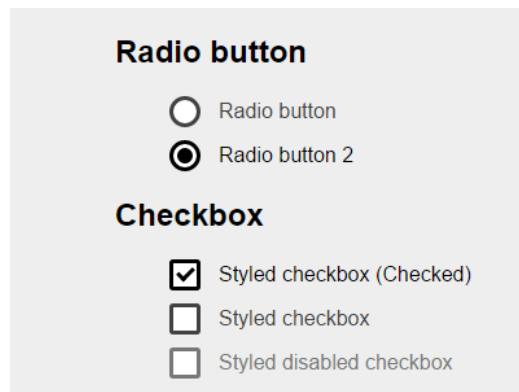 Radio button
Radio button
Radio button 2
Checkbox
Styled checkbox (Checked)
Styled checkbox
Styled disabled checkbox